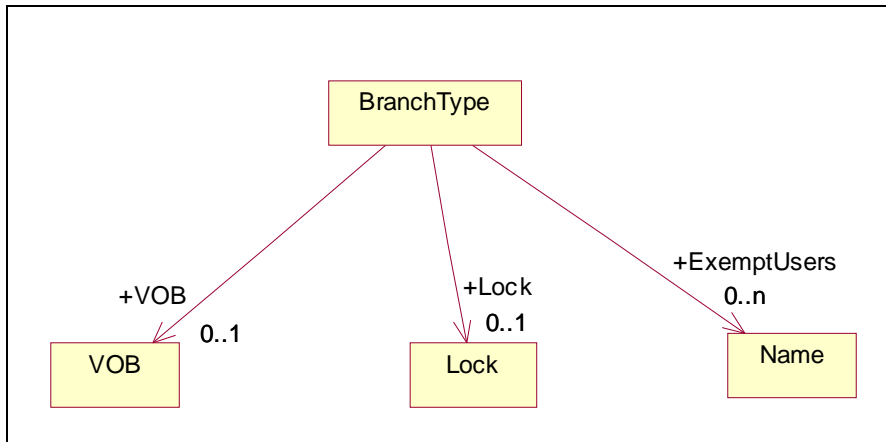 BranchType
+ExemptUsers
0..n
+VOB
+Lock
0..1
0..1
VOB
Lock
Name